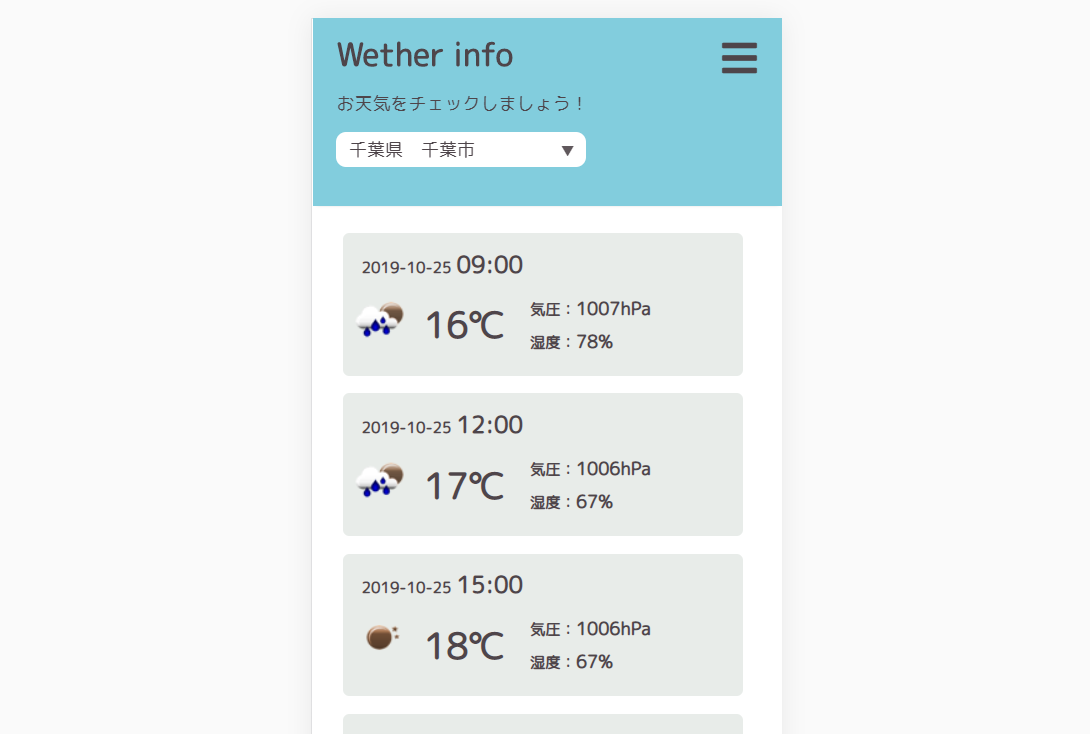 Wether info
お天気をチェックしましょう！
千葉県　千葉市 ▼
2019-10-25 09:00
16℃
気圧：1007hPa
湿度：78%
2019-10-25 12:00
17℃
気圧：1006hPa
湿度：67%
2019-10-25 15:00
18℃
気圧：1006hPa
湿度：67%